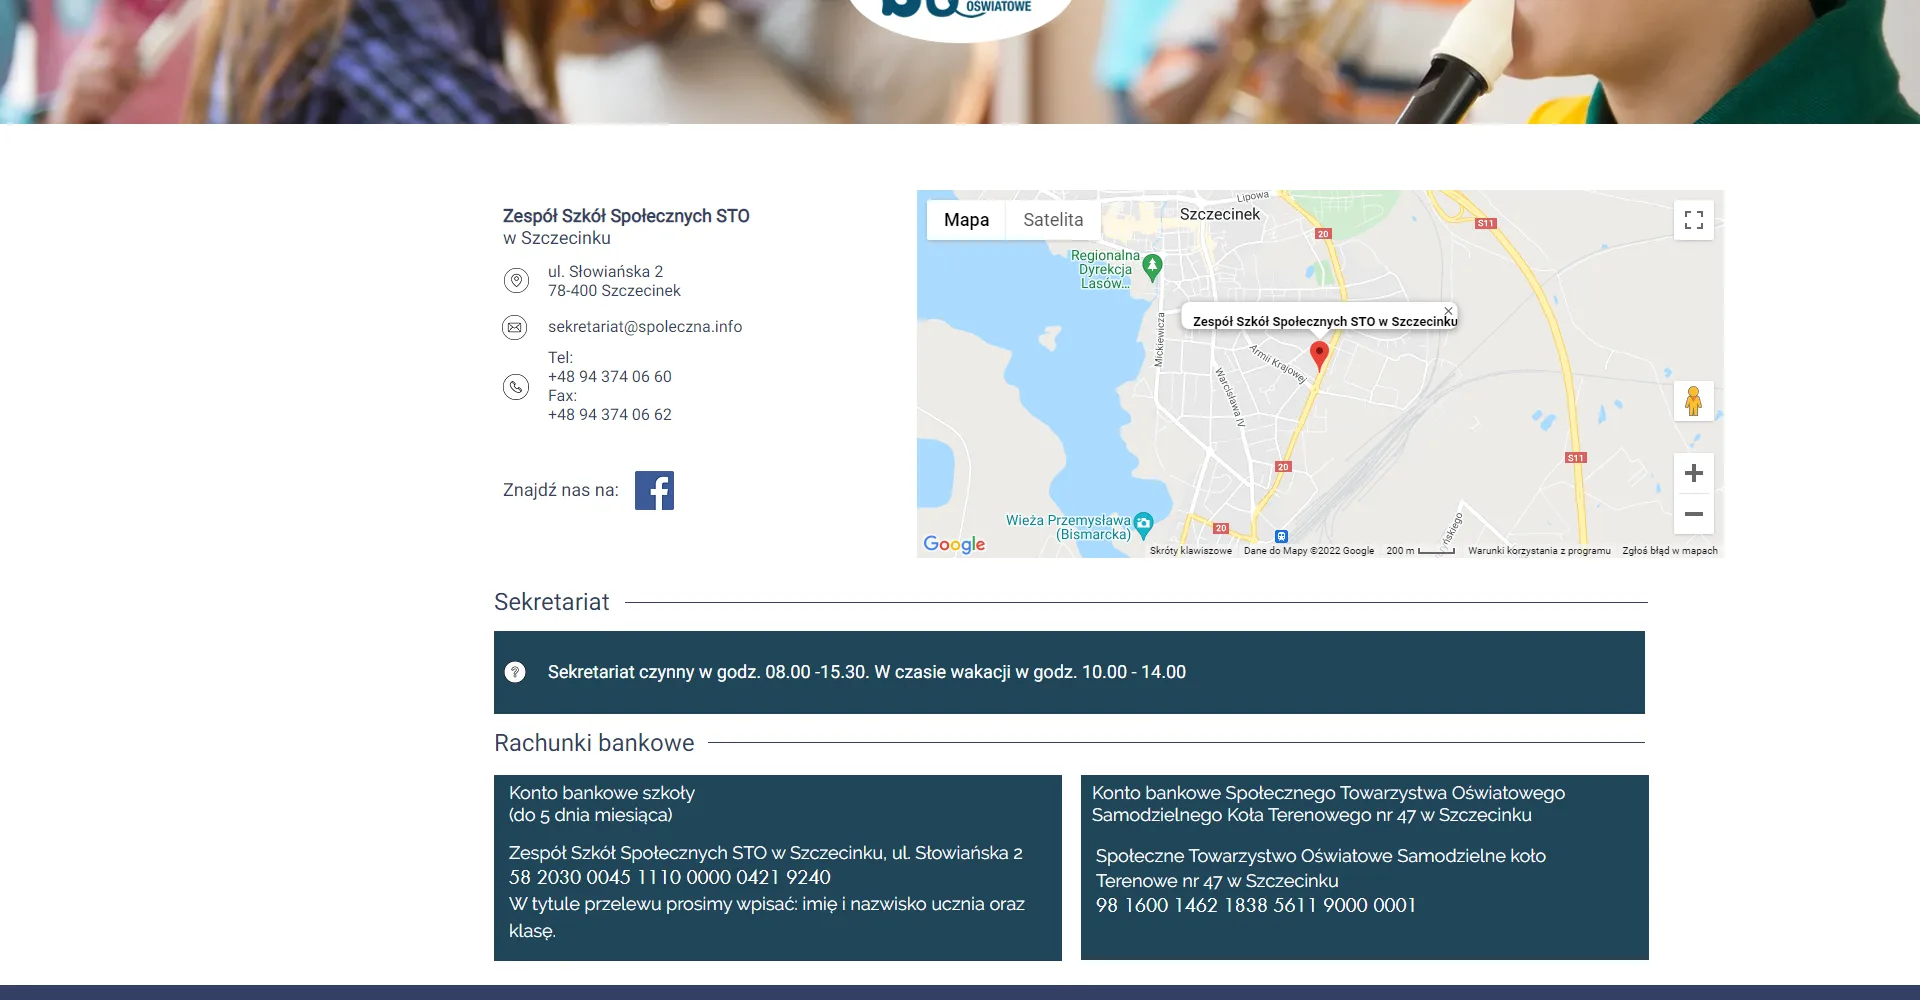 OŚWIATOWE
Zespół Szkół Społecznych STO
w Szczecinku
ul. Słowiańska 2
78-400 Szczecinek
sekretariat@spoleczna.info
Tel:
+48 94 374 06 60
Fax:
+48 94 374 06 62
Znajdź nas na:
Mapa
Satelita
Lipowa
Szczecinek
S11
20
Regionalna
Dyrekcja
Lasów...
Zespół Szkół Społecznych STO w Szczecinku
Mickiewicza
Armii Krajowej
Warcisława IV
S11
20
Wieża Przemysława
(Bismarcka)
20
Google
Skróty klawiszowe
Dane do Mapy ©2022 Google
200 m
Warunki korzystania z programu
Zgłoś błąd w mapach
Sekretariat
Sekretariat czynny w godz. 08.00 -15.30. W czasie wakacji w godz. 10.00 - 14.00
Rachunki bankowe
Konto bankowe szkoły
(do 5 dnia miesiąca)
Zespół Szkół Społecznych STO w Szczecinku, ul. Słowiańska 2
58 2030 0045 1110 0000 0421 9240
W tytule przelewu prosimy wpisać: imię i nazwisko ucznia oraz
klasę.
Konto bankowe Społecznego Towarzystwa Oświatowego
Samodzielnego Koła Terenowego nr 47 w Szczecinku
Społeczne Towarzystwo Oświatowe Samodzielne koło
Terenowe nr 47 w Szczecinku
98 1600 1462 1838 5611 9000 0001